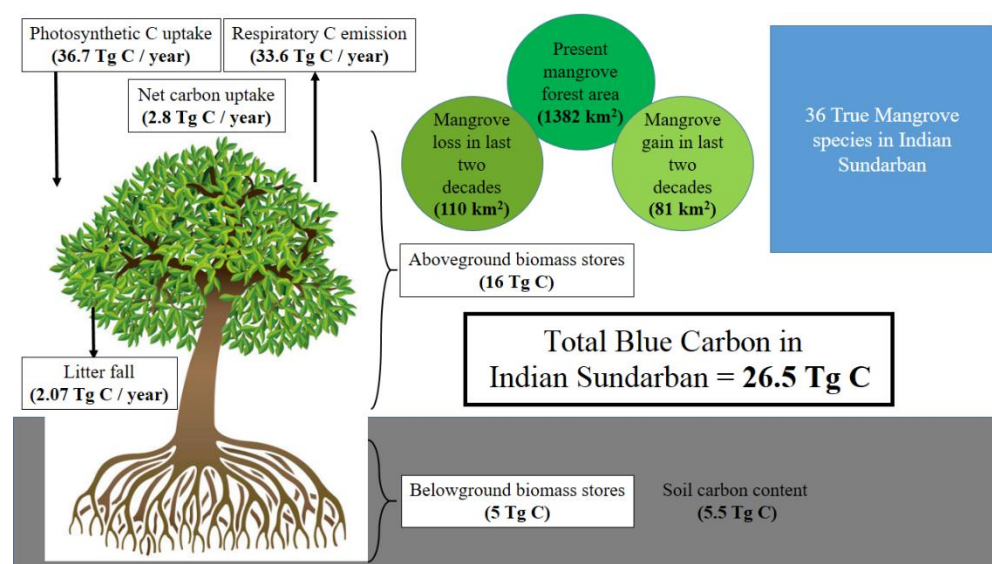 Photosynthetic C uptake
(36.7 Tg C / year)
Respiratory C emission
(33.6 Tg C / year)
Net carbon uptake
(2.8 Tg C / year)
Present
mangrove
forest area
(1382 km²)
Mangrove
loss in last
two
decades
(110 km²)
Mangrove
gain in last
two
decades
(81 km²)
36 True Mangrove
species in Indian
Sundarban
Aboveground biomass stores
(16 Tg C)
Total Blue Carbon in
Indian Sundarban = 26.5 Tg C
Litter fall
(2.07 Tg C / year)
Belowground biomass stores
(5 Tg C)
Soil carbon content
(5.5 Tg C)